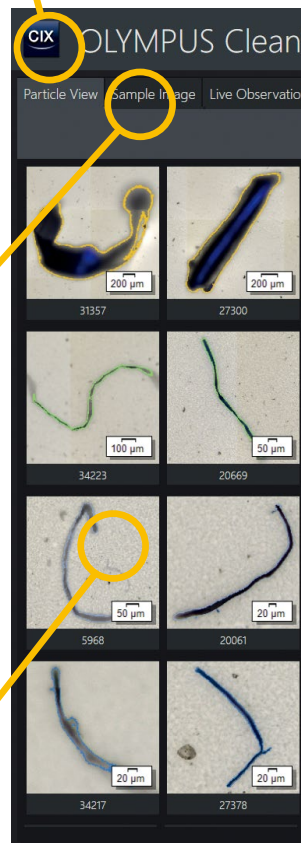 CIX OLYMPUS Clean
Particle View Sample Image Live Observatio
200 µm 200 µm
31357 27300
100 µm 50 µm
34223 20669
50 µm 20 µm
5968 20061
20 µm 20 µm
34217 27378